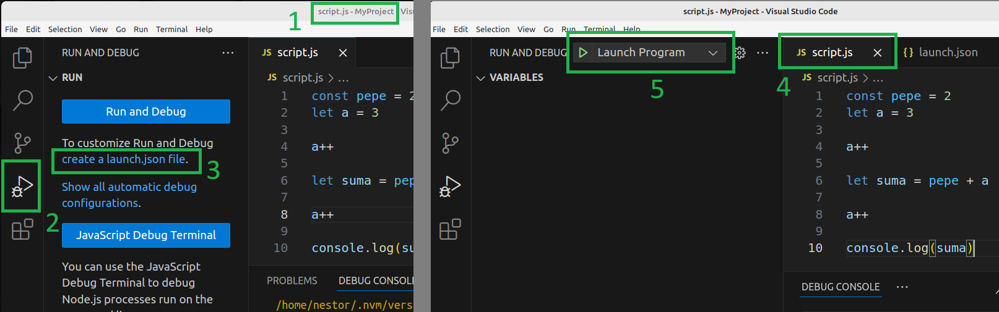 1
script.js - MyProject
File Edit Selection View Go Run Terminal Help
RUN AND DEBUG ···
RUN
Run and Debug
To customize Run and Debug
create a launch.json file.
3
Show all automatic debug
configurations.
2
JavaScript Debug Terminal
You can use the JavaScript
Debug Terminal to debug
Node.js processes run on the
JS script.js ×
JS script.js > ...
1 const pepe = 2
2 let a = 3
3
4 a++
5
6 let suma = pep
7
8 a++
9
10 console.log(su
PROBLEMS DEBUG CONSOL
/home/nestor/.nvm/vers
script.js - MyProject - Visual Studio Code
File Edit Selection View Go Run Terminal Help
RUN AND DEBUG Launch Program ···
5
VARIABLES
JS script.js × {} launch.json
4
JS script.js > ...
1 const pepe = 2
2 let a = 3
3
4 a++
5
6 let suma = pepe + a
7
8 a++
9
10 console.log(suma)
DEBUG CONSOLE ···